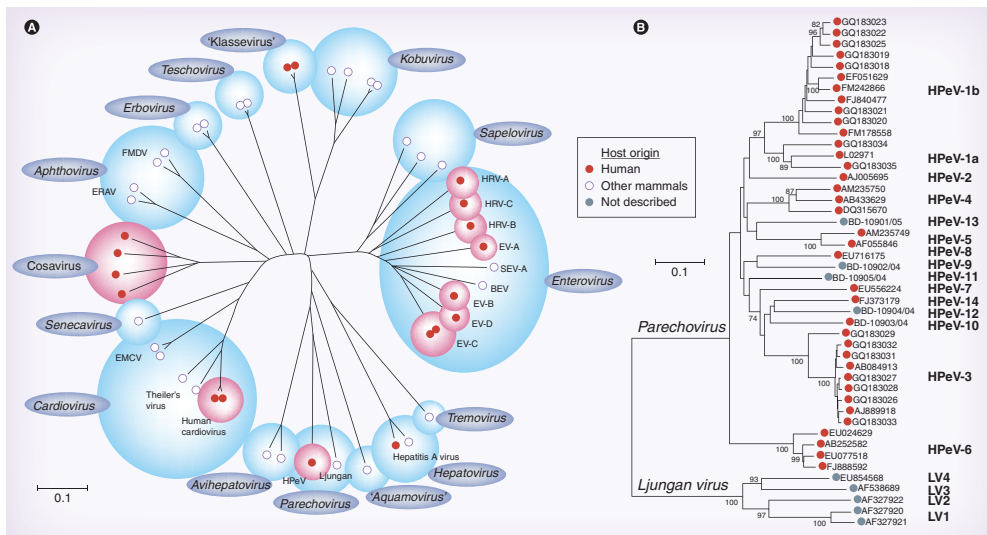 A
'Klassevirus'
Kobuvirus
Teschovirus
Erbovirus
Sapelovirus
FMDV
Aphthovirus
ERAV
HRV-A
HRV-C
HRV-B
EV-A
Cosavirus
SEV-A
Enterovirus
BEV
EV-B
Senecavirus
EV-D
EV-C
EMCV
Theiler's
virus
Cardiovirus
Human
cardiovirus
Tremovirus
Hepatitis A virus
Hepatovirus
Avihepatovirus
HPeV
Ljungan
Parechovirus
'Aquamovirus'
0.1
Host origin
Human
Other mammals
Not described
B
0.1
82
GQ183023
96
GQ183022
GQ183025
GQ183019
GQ183018
EF051629
100
FM242866
HPeV-1b
FJ840477
GQ183021
100
GQ183020
97
FM178558
GQ183034
100
L02971
HPeV-1a
89
GQ183035
AJ005695
HPeV-2
87
AM235750
100
AB433629
HPeV-4
DQ315670
BD-10901/05
HPeV-13
AM235749
HPeV-5
100
AF055846
EU716175
HPeV-8
BD-10902/04
HPeV-9
BD-10905/04
HPeV-11
EU556224
HPeV-7
FJ373179
HPeV-14
BD-10904/04
HPeV-12
74
BD-10903/04
HPeV-10
Parechovirus
GQ183029
GQ183032
100
GQ183031
AB084913
HPeV-3
100
GQ183027
GQ183028
GQ183026
AJ889918
GQ183033
EU024629
100
AB252582
HPeV-6
99
EU077518
FJ888592
Ljungan virus
93
EU854568
LV4
AF538689
LV3
100
AF327922
LV2
97
AF327920
LV1
100
AF327921